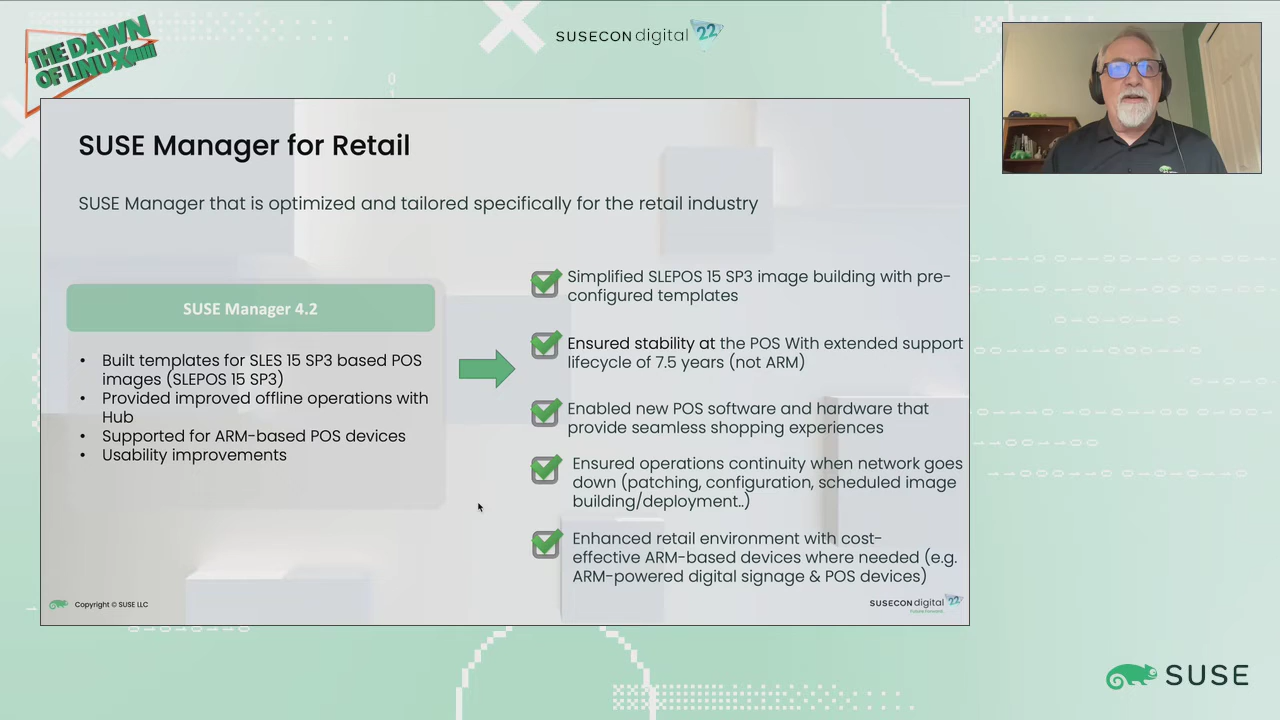 THE DAWN
OF LINUX
SUSECON digital 22
SUSE Manager for Retail
SUSE Manager that is optimized and tailored specifically for the retail industry
SUSE Manager 4.2
• Built templates for SLES 15 SP3 based POS
images (SLEPOS 15 SP3)
• Provided improved offline operations with
Hub
• Supported for ARM-based POS devices
• Usability improvements
Simplified SLEPOS 15 SP3 image building with pre-
configured templates
Ensured stability at the POS With extended support
lifecycle of 7.5 years (not ARM)
Enabled new POS software and hardware that
provide seamless shopping experiences
Ensured operations continuity when network goes
down (patching, configuration, scheduled image
building/deployment..)
Enhanced retail environment with cost-
effective ARM-based devices where needed (e.g.
ARM-powered digital signage & POS devices)
Copyright © SUSE LLC
SUSECON digital 22
SUSE